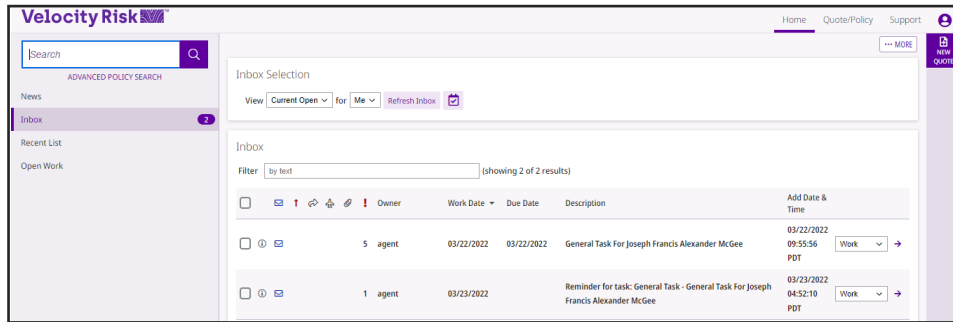 Velocity Risk™
Home Quote/Policy Support
Search
ADVANCED POLICY SEARCH
News
Inbox 2
Recent List
Open Work
••• MORE
NEW
QUOTE
Inbox Selection
View Current Open for Me Refresh Inbox
Inbox
Filter by text (showing 2 of 2 results)
Owner Work Date Due Date Description Add Date &
Time
5 agent 03/22/2022 03/22/2022 General Task For Joseph Francis Alexander McGee 03/22/2022
09:55:56
PDT
Work
1 agent 03/23/2022 Reminder for task: General Task - General Task For Joseph
Francis Alexander McGee
03/23/2022
04:52:10
PDT
Work